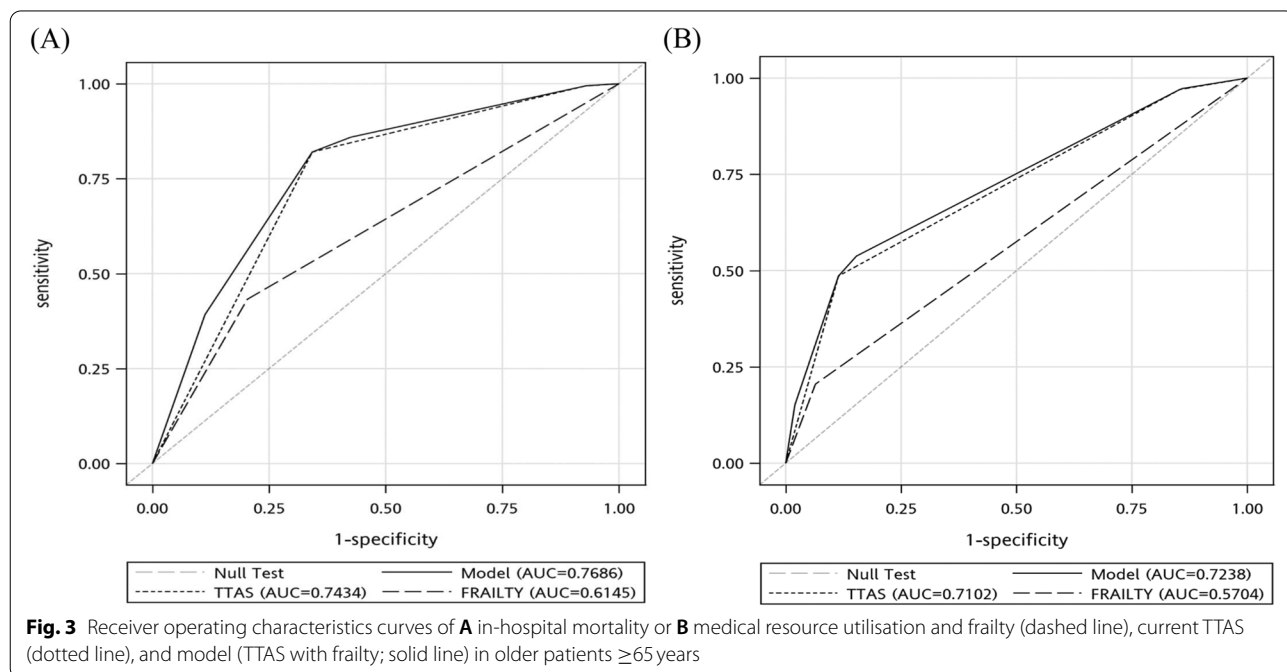 (A)
1.00
0.75
0.50
0.25
0.00
sensitivity
0.00 0.25 0.50 0.75 1.00
1-specificity
Null Test Model (AUC=0.7686)
TTAS (AUC=0.7434) FRAILTY (AUC=0.6145)
(B)
1.00
0.75
0.50
0.25
0.00
sensitivity
0.00 0.25 0.50 0.75 1.00
1-specificity
Null Test Model (AUC=0.7238)
TTAS (AUC=0.7102) FRAILTY (AUC=0.5704)
Fig. 3 Receiver operating characteristics curves of A in-hospital mortality or B medical resource utilisation and frailty (dashed line), current TTAS
(dotted line), and model (TTAS with frailty; solid line) in older patients ≥65 years